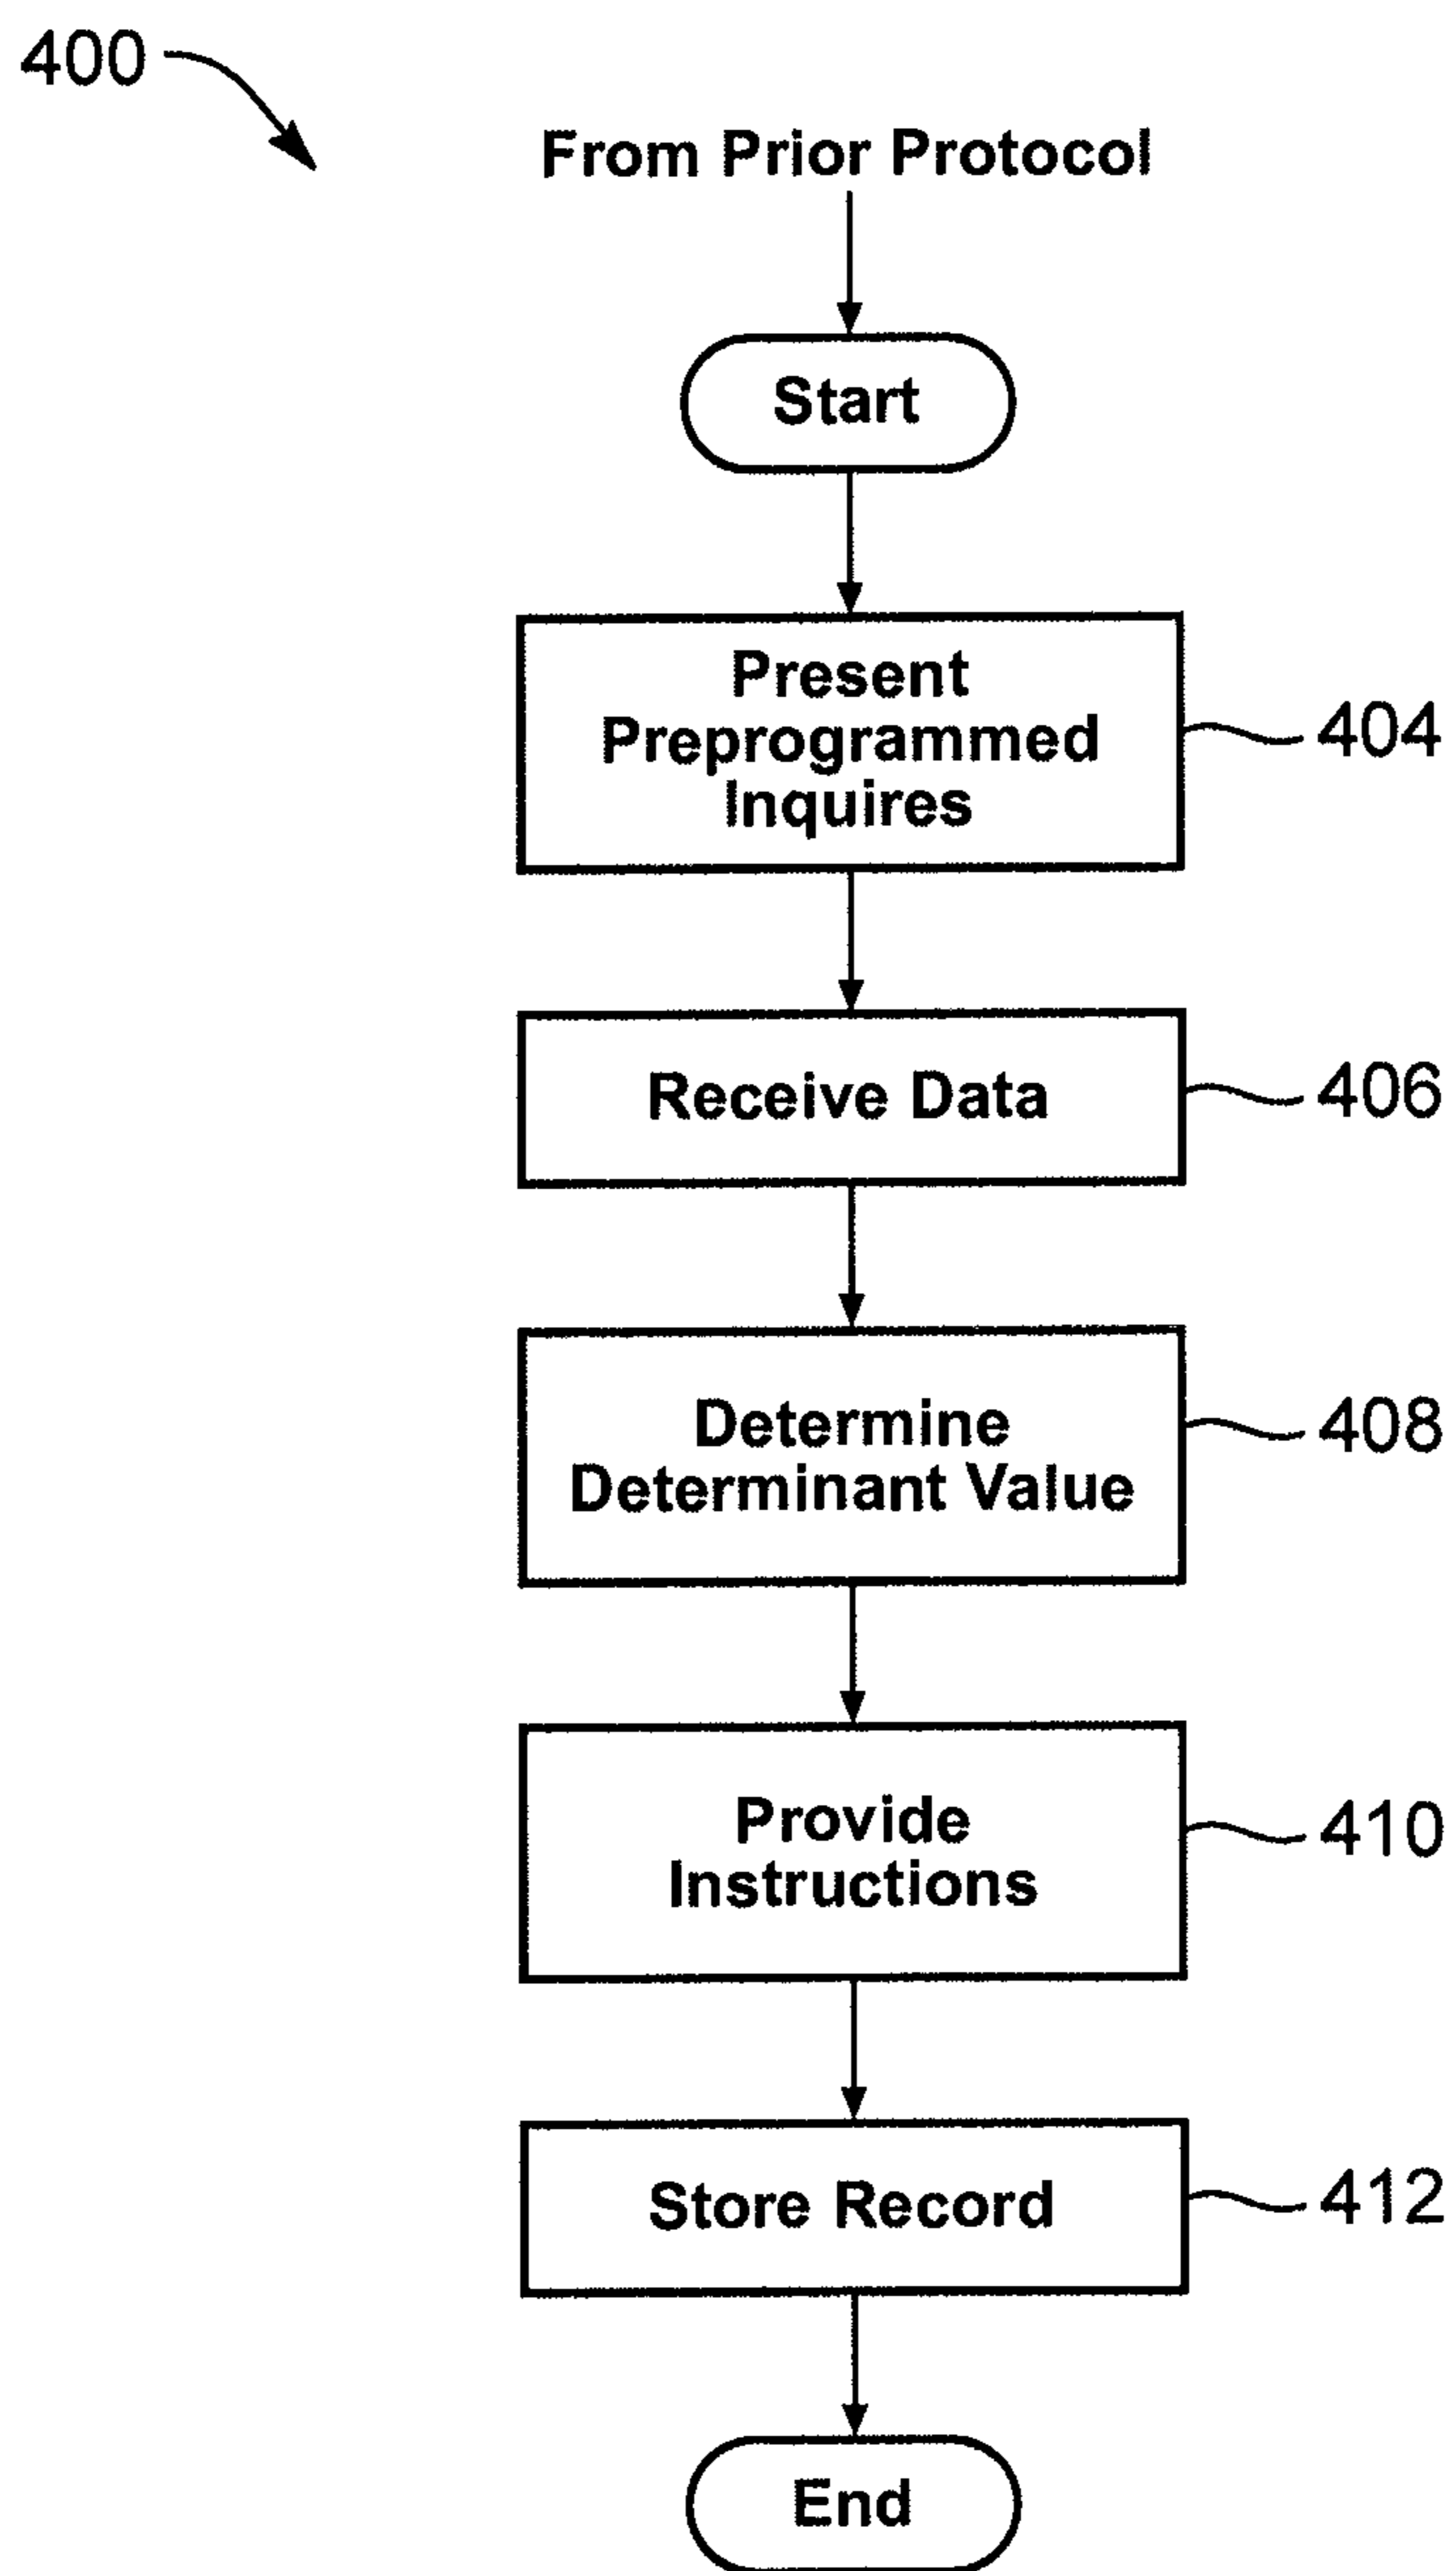 400
From Prior Protocol
Start
Present
Preprogrammed
Inquires
404
Receive Data
406
Determine
Determinant Value
408
Provide
Instructions
410
Store Record
412
End